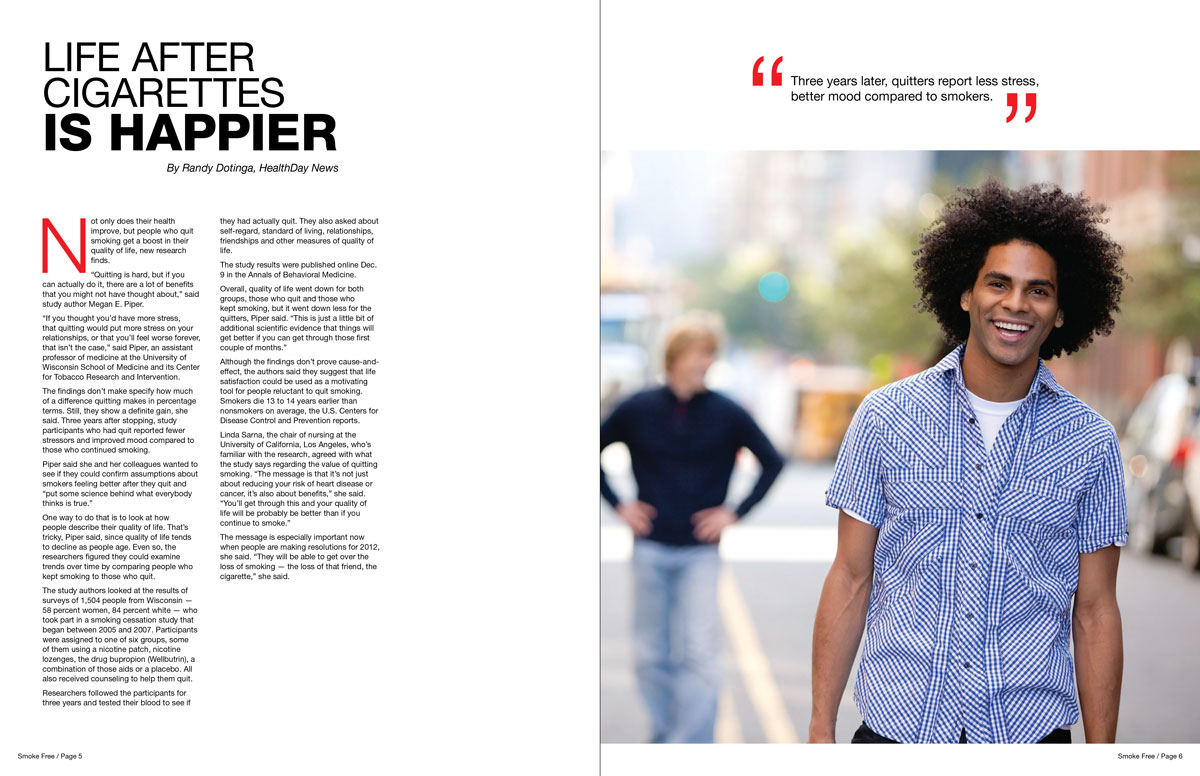 LIFE AFTER
CIGARETTES
IS HAPPIER
By Randy Dotinga, HealthDay News
Not only does their health
improve, but people who quit
smoking get a boost in their
quality of life, new research
finds.
“Quitting is hard, but if you
can actually do it, there are a lot of benefits
that you might not have thought about,” said
study author Megan E. Piper.
“If you thought you’d have more stress,
that quitting would put more stress on your
relationships, or that you’ll feel worse forever,
that isn’t the case,” said Piper, an assistant
professor of medicine at the University of
Wisconsin School of Medicine and its Center
for Tobacco Research and Intervention.
The findings don’t make specify how much
of a difference quitting makes in percentage
terms. Still, they show a definite gain, she
said. Three years after stopping, study
participants who had quit reported fewer
stressors and improved mood compared to
those who continued smoking.
Piper said she and her colleagues wanted to
see if they could confirm assumptions about
smokers feeling better after they quit and
“put some science behind what everybody
thinks is true.”
One way to do that is to look at how
people describe their quality of life. That’s
tricky, Piper said, since quality of life tends
to decline as people age. Even so, the
researchers figured they could examine
trends over time by comparing people who
kept smoking to those who quit.
The study authors looked at the results of
surveys of 1,504 people from Wisconsin —
58 percent women, 84 percent white — who
took part in a smoking cessation study that
began between 2005 and 2007. Participants
were assigned to one of six groups, some
of them using a nicotine patch, nicotine
lozenges, the drug bupropion (Wellbutrin), a
combination of those aids or a placebo. All
also received counseling to help them quit.
Researchers followed the participants for
three years and tested their blood to see if
they had actually quit. They also asked about
self-regard, standard of living, relationships,
friendships and other measures of quality of
life.
The study results were published online Dec.
9 in the Annals of Behavioral Medicine.
Overall, quality of life went down for both
groups, those who quit and those who
kept smoking, but it went down less for the
quitters, Piper said. “This is just a little bit of
additional scientific evidence that things will
get better if you can get through those first
couple of months.”
Although the findings don’t prove cause-and-
effect, the authors said they suggest that life
satisfaction could be used as a motivating
tool for people reluctant to quit smoking.
Smokers die 13 to 14 years earlier than
nonsmokers on average, the U.S. Centers for
Disease Control and Prevention reports.
Linda Sarna, the chair of nursing at the
University of California, Los Angeles, who’s
familiar with the research, agreed with what
the study says regarding the value of quitting
smoking. “The message is that it’s not just
about reducing your risk of heart disease or
cancer, it’s also about benefits,” she said.
“You’ll get through this and your quality of
life will be probably be better than if you
continue to smoke.”
The message is especially important now
when people are making resolutions for 2012,
she said. “They will be able to get over the
loss of smoking — the loss of that friend, the
cigarette,” she said.
Smoke Free / Page 5
“Three years later, quitters report less stress,
better mood compared to smokers.”
Smoke Free / Page 6